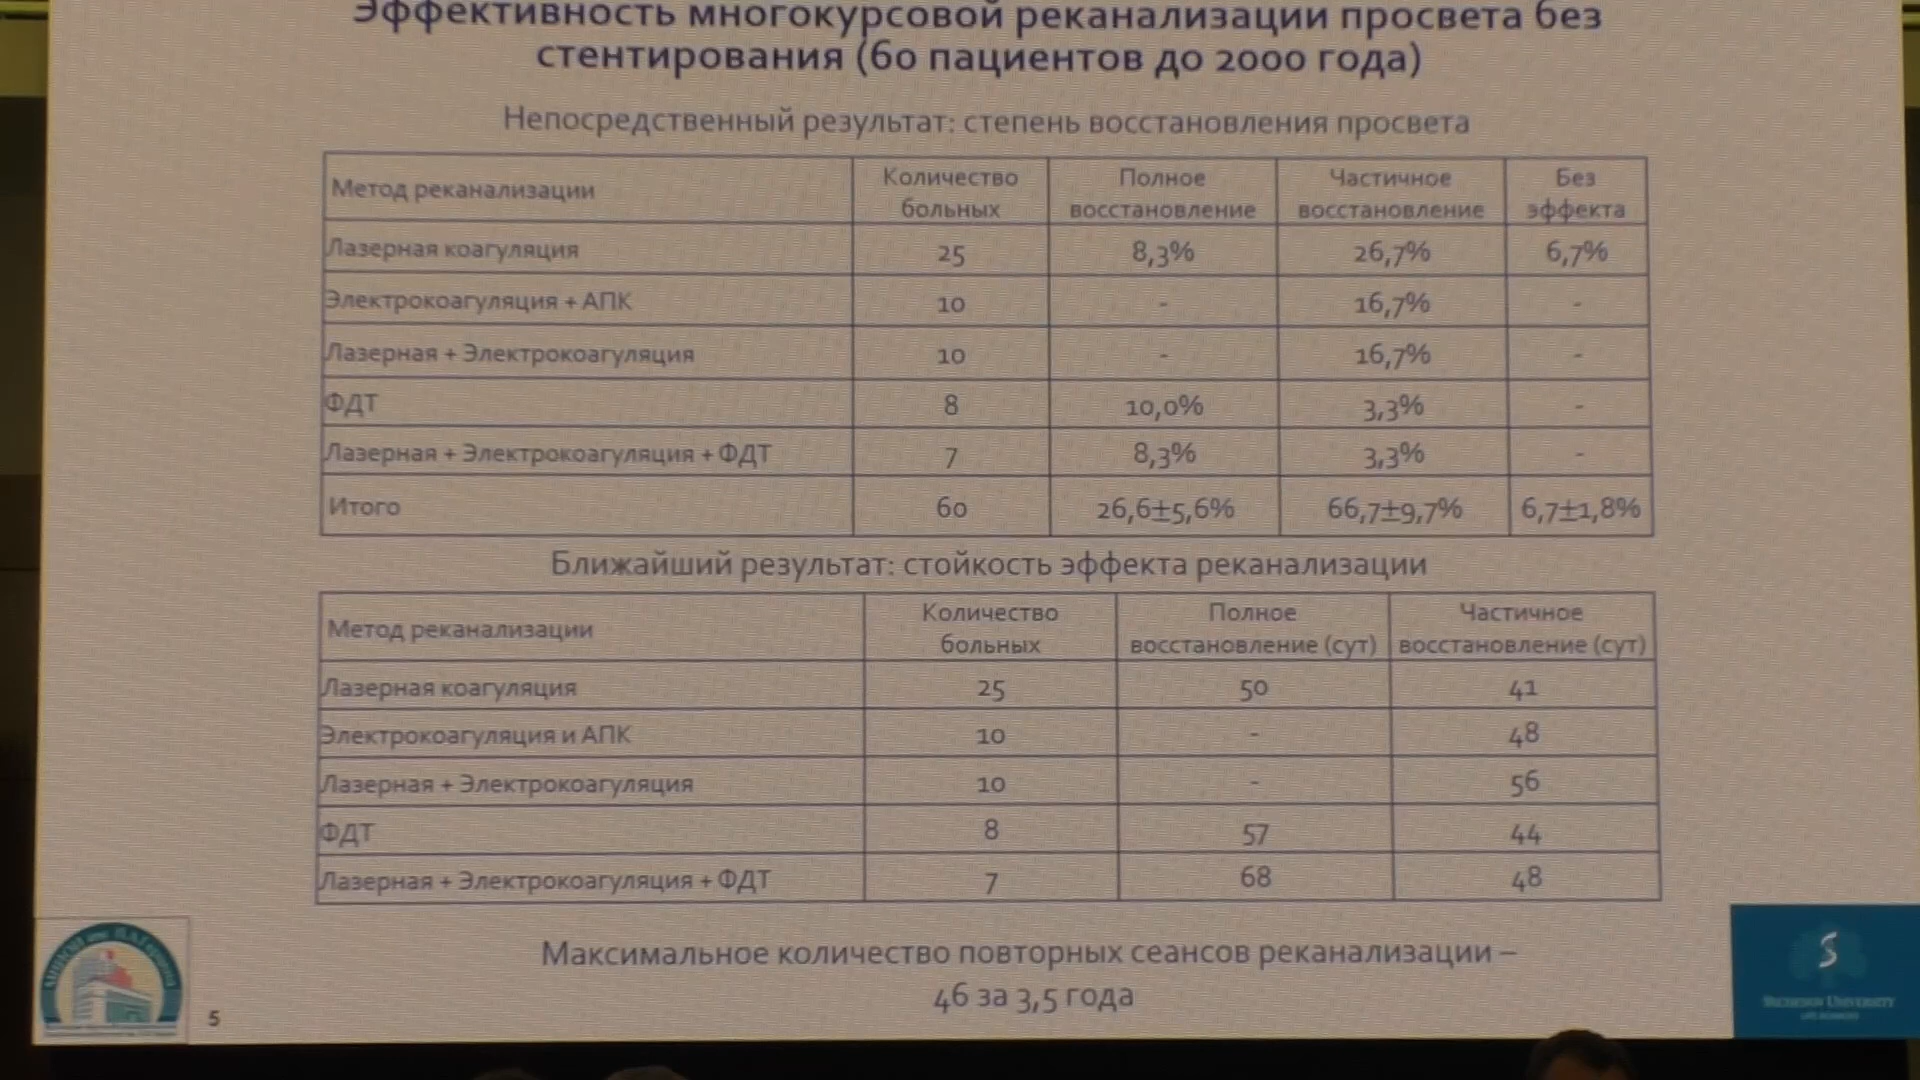 Эффективность многокурсовой реканализации просвета без
стентирования (60 пациентов до 2000 года)
Непосредственный результат: степень восстановления просвета
Метод реканализации Количество больных Полное восстановление Частичное восстановление Без эффекта
Лазерная коагуляция 25 8,3% 26,7% 6,7%
Электрокоагуляция + АПК 10 - 16,7% -
Лазерная + Электрокоагуляция 10 - 16,7% -
ФДТ 8 10,0% 3,3% -
Лазерная + Электрокоагуляция + ФДТ 7 8,3% 3,3% -
Итого 60 26,6±5,6% 66,7±9,7% 6,7±1,8%
Ближайший результат: стойкость эффекта реканализации
Метод реканализации Количество больных Полное восстановление (сут) Частичное восстановление (сут)
Лазерная коагуляция 25 50 41
Электрокоагуляция и АПК 10 - 48
Лазерная + Электрокоагуляция 10 - 56
ФДТ 8 57 44
Лазерная + Электрокоагуляция + ФДТ 7 68 48
Максимальное количество повторных сеансов реканализации –
46 за 3,5 года
5
S
UNIVERSITY